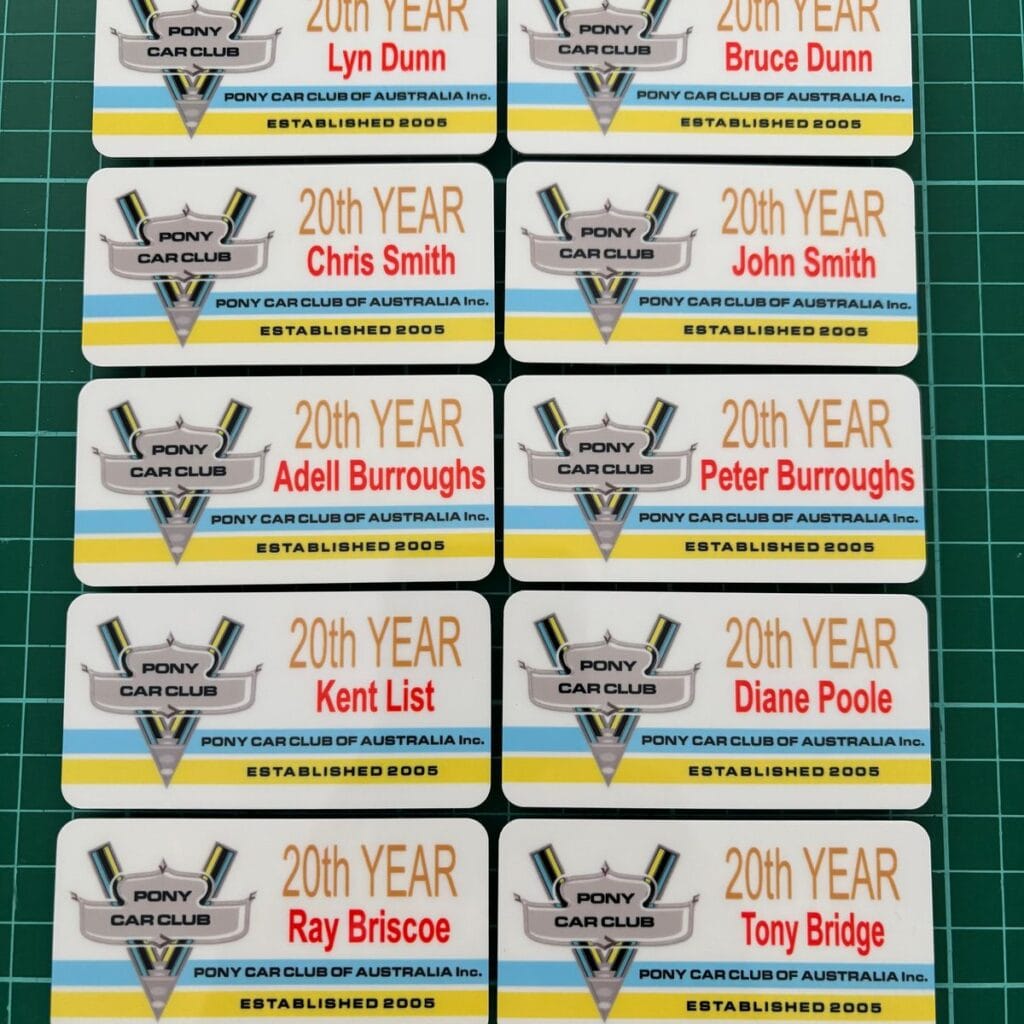 20th YEAR
Lyn Dunn
PONY
CAR CLUB
PONY CAR CLUB OF AUSTRALIA Inc.
ESTABLISHED 2005
20th YEAR
Bruce Dunn
PONY
CAR CLUB
PONY CAR CLUB OF AUSTRALIA Inc.
ESTABLISHED 2005
20th YEAR
Chris Smith
PONY
CAR CLUB
PONY CAR CLUB OF AUSTRALIA Inc.
ESTABLISHED 2005
20th YEAR
John Smith
PONY
CAR CLUB
PONY CAR CLUB OF AUSTRALIA Inc.
ESTABLISHED 2005
20th YEAR
Adell Burroughs
PONY
CAR CLUB
PONY CAR CLUB OF AUSTRALIA Inc.
ESTABLISHED 2005
20th YEAR
Peter Burroughs
PONY
CAR CLUB
PONY CAR CLUB OF AUSTRALIA Inc.
ESTABLISHED 2005
20th YEAR
Kent List
PONY
CAR CLUB
PONY CAR CLUB OF AUSTRALIA Inc.
ESTABLISHED 2005
20th YEAR
Diane Poole
PONY
CAR CLUB
PONY CAR CLUB OF AUSTRALIA Inc.
ESTABLISHED 2005
20th YEAR
Ray Briscoe
PONY
CAR CLUB
PONY CAR CLUB OF AUSTRALIA Inc.
ESTABLISHED 2005
20th YEAR
Tony Bridge
PONY
CAR CLUB
PONY CAR CLUB OF AUSTRALIA Inc.
ESTABLISHED 2005